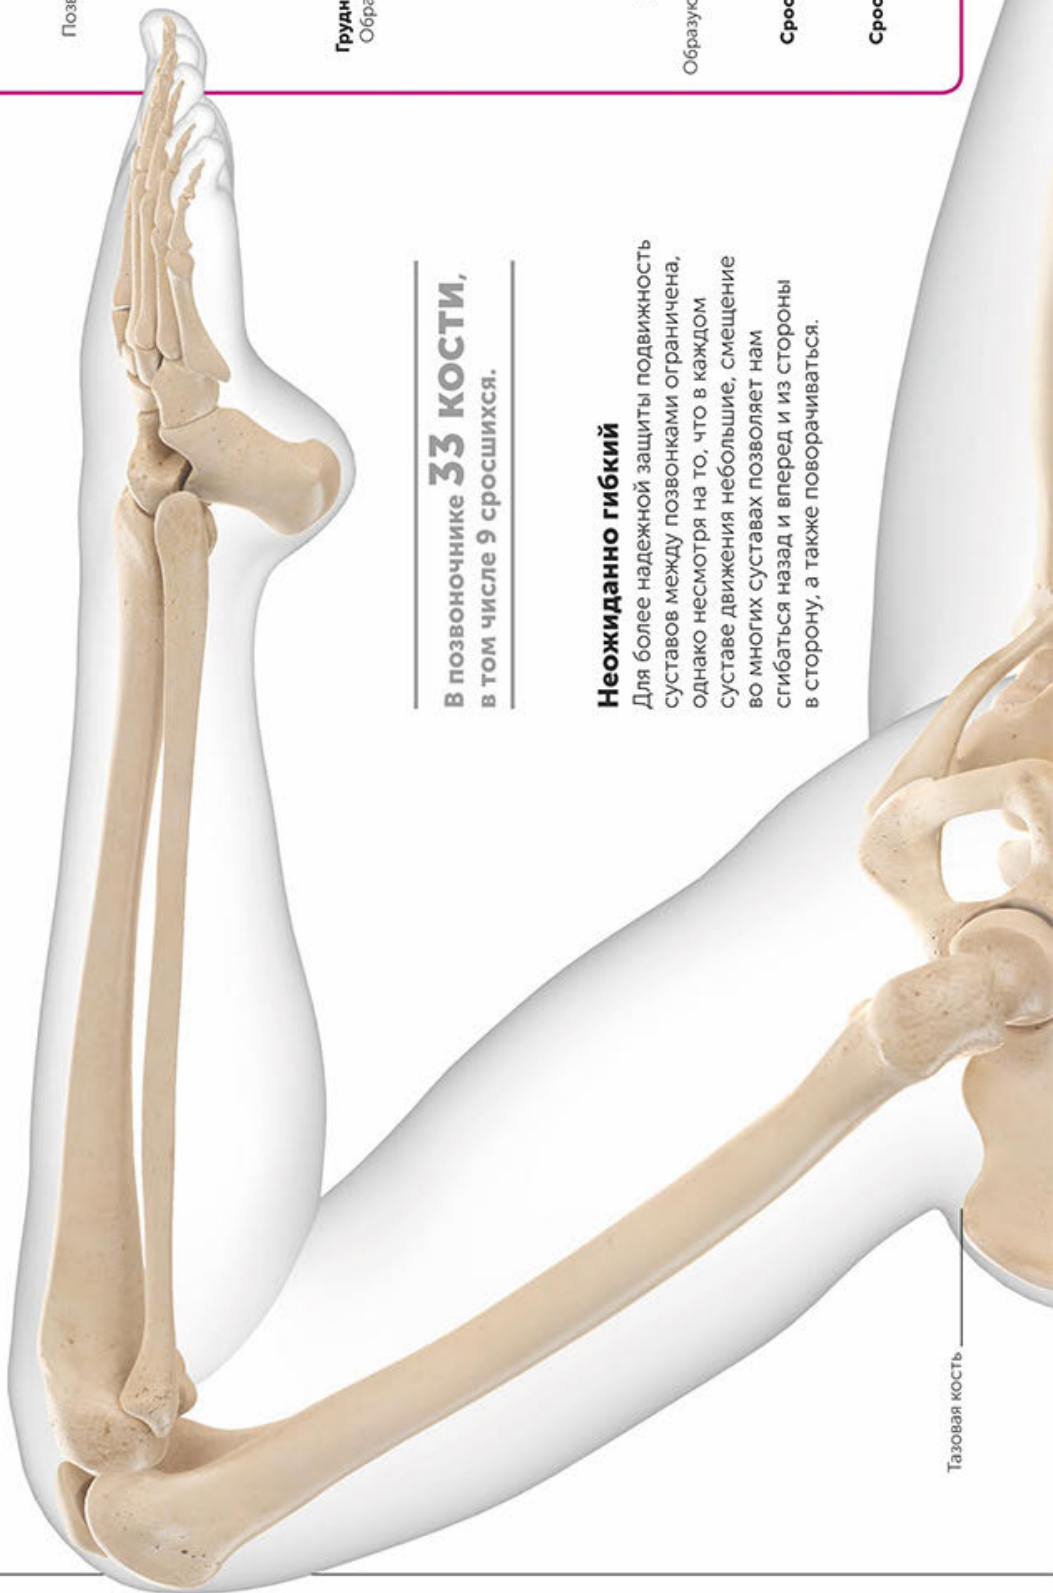 В позвоночнике 33 кости,
в том числе 9 сросшихся.
Неожиданно гибкий
Для более надежной защиты подвижность
суставов между позвонками ограничена,
однако несмотря на то, что в каждом
суставе движения небольшие, смещение
во многих суставах позволяет нам
сгибаться назад и вперед и из стороны
в сторону, а также поворачиваться.
Тазовая кость